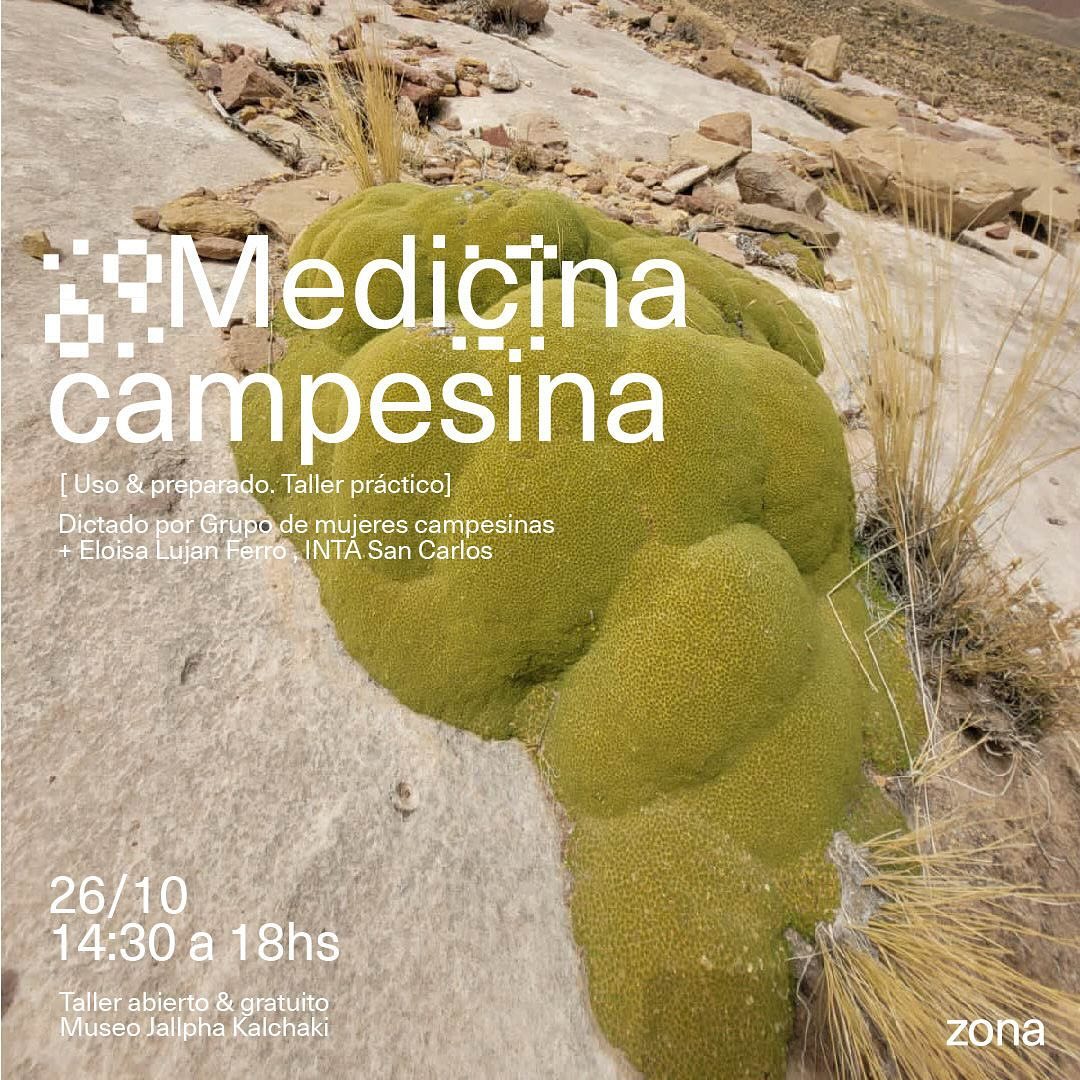 Medicina
campesina
[ Uso & preparado. Taller práctico]
Dictado por Grupo de mujeres campesinas
+ Eloisa Lujan Ferro , INTA San Carlos
26/10
14:30 a 18hs
Taller abierto & gratuito
Museo Jallpha Kalchaki
zona